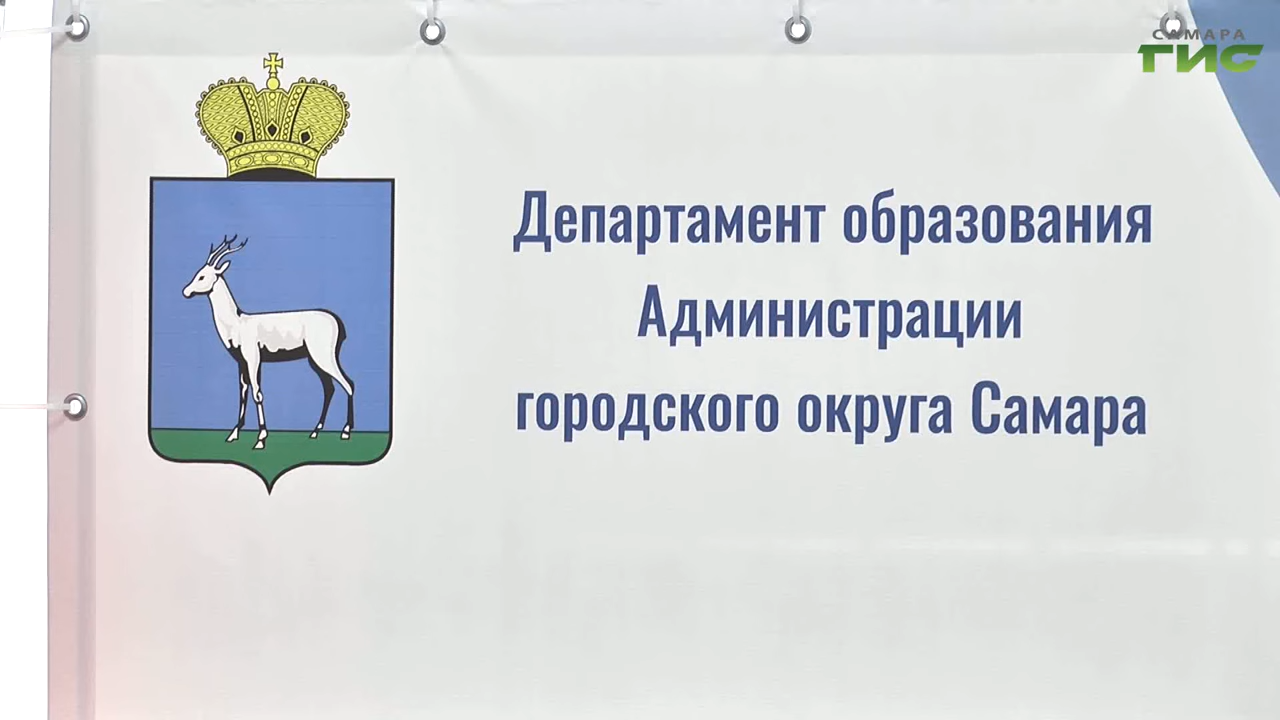 САМАРА
ГИС
Департамент образования
Администрации
городского округа Самара